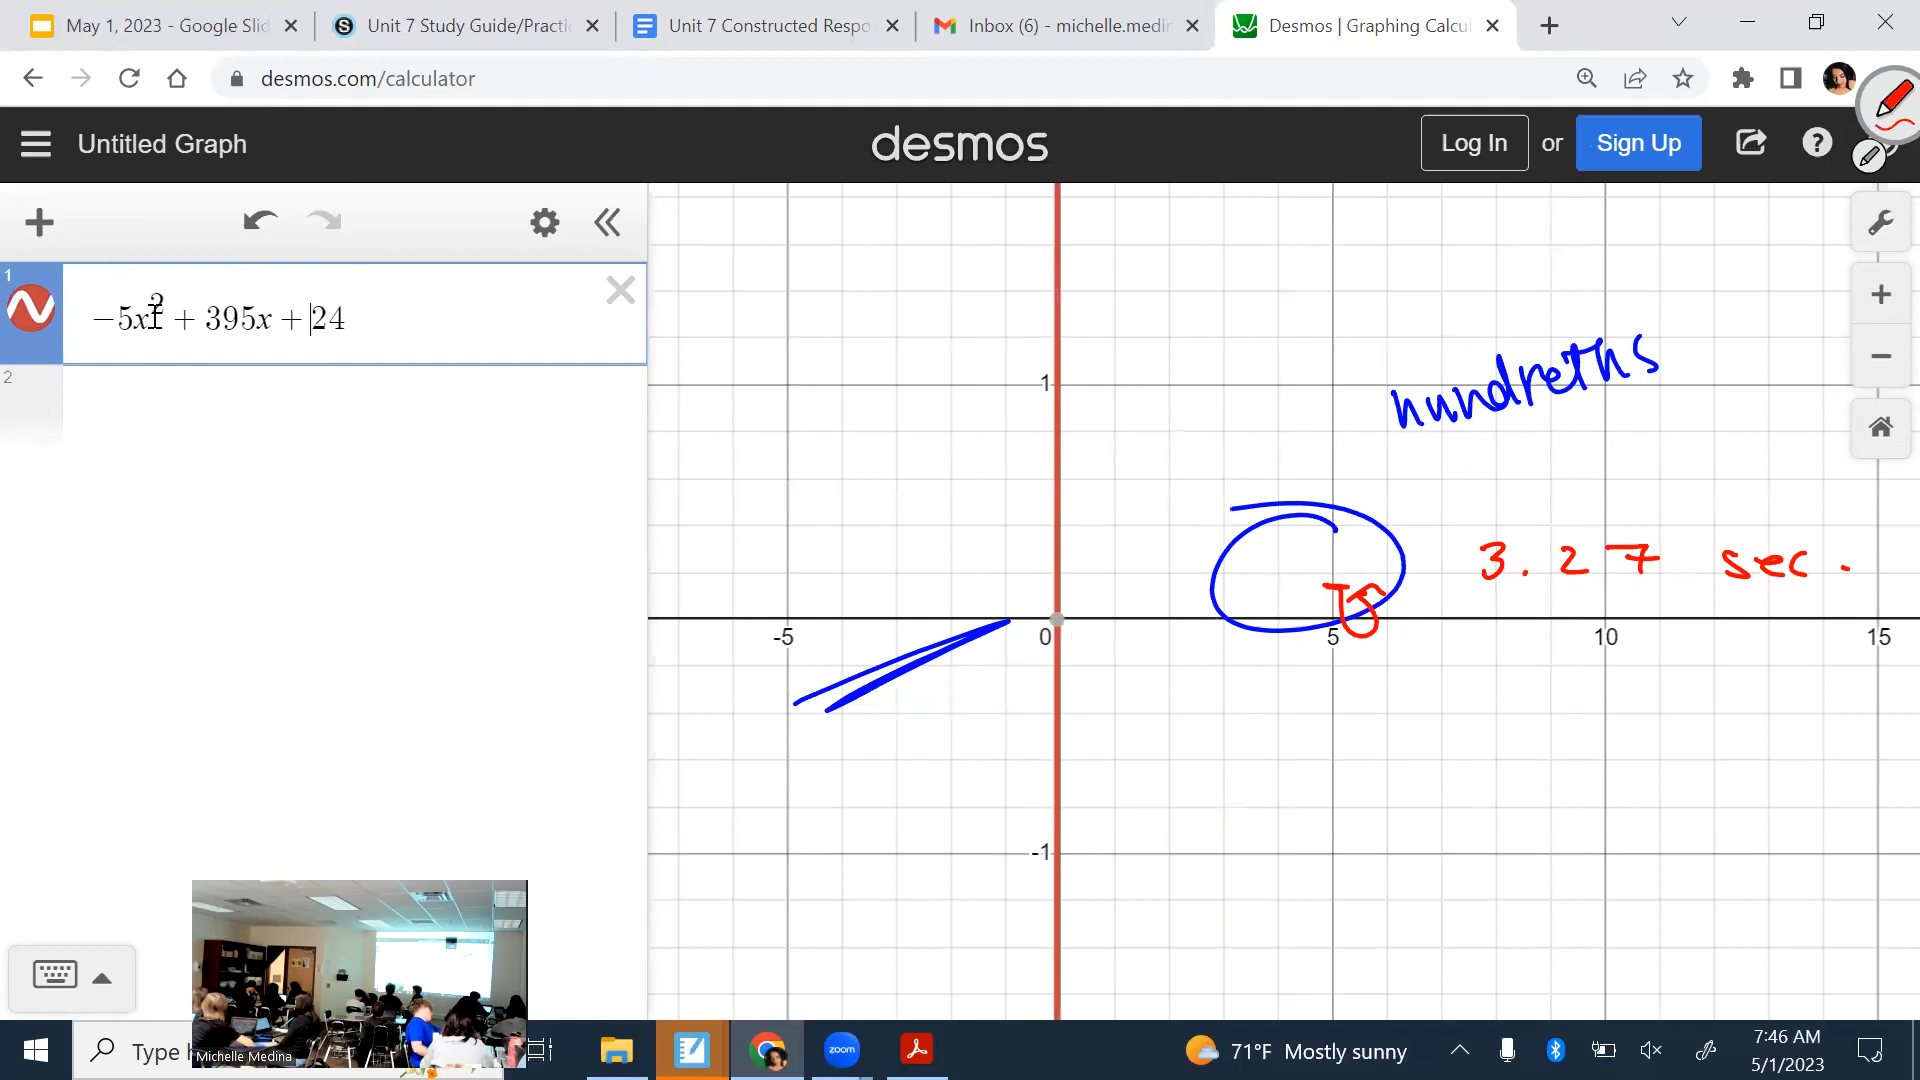 May 1, 2023 - Google Slid
Unit 7 Study Guide/Practi
Unit 7 Constructed Respo
Inbox (6) - michelle.medin
Desmos | Graphing Calcul
desmos.com/calculator
Untitled Graph
desmos
Log In
or
Sign Up
1
−5x² + 395x + 24
2
hundreths
1
3.27 sec.
-5
0
5
10
15
-1
Michelle Medina
Type h
zoom
71°F Mostly sunny
7:46 AM
5/1/2023